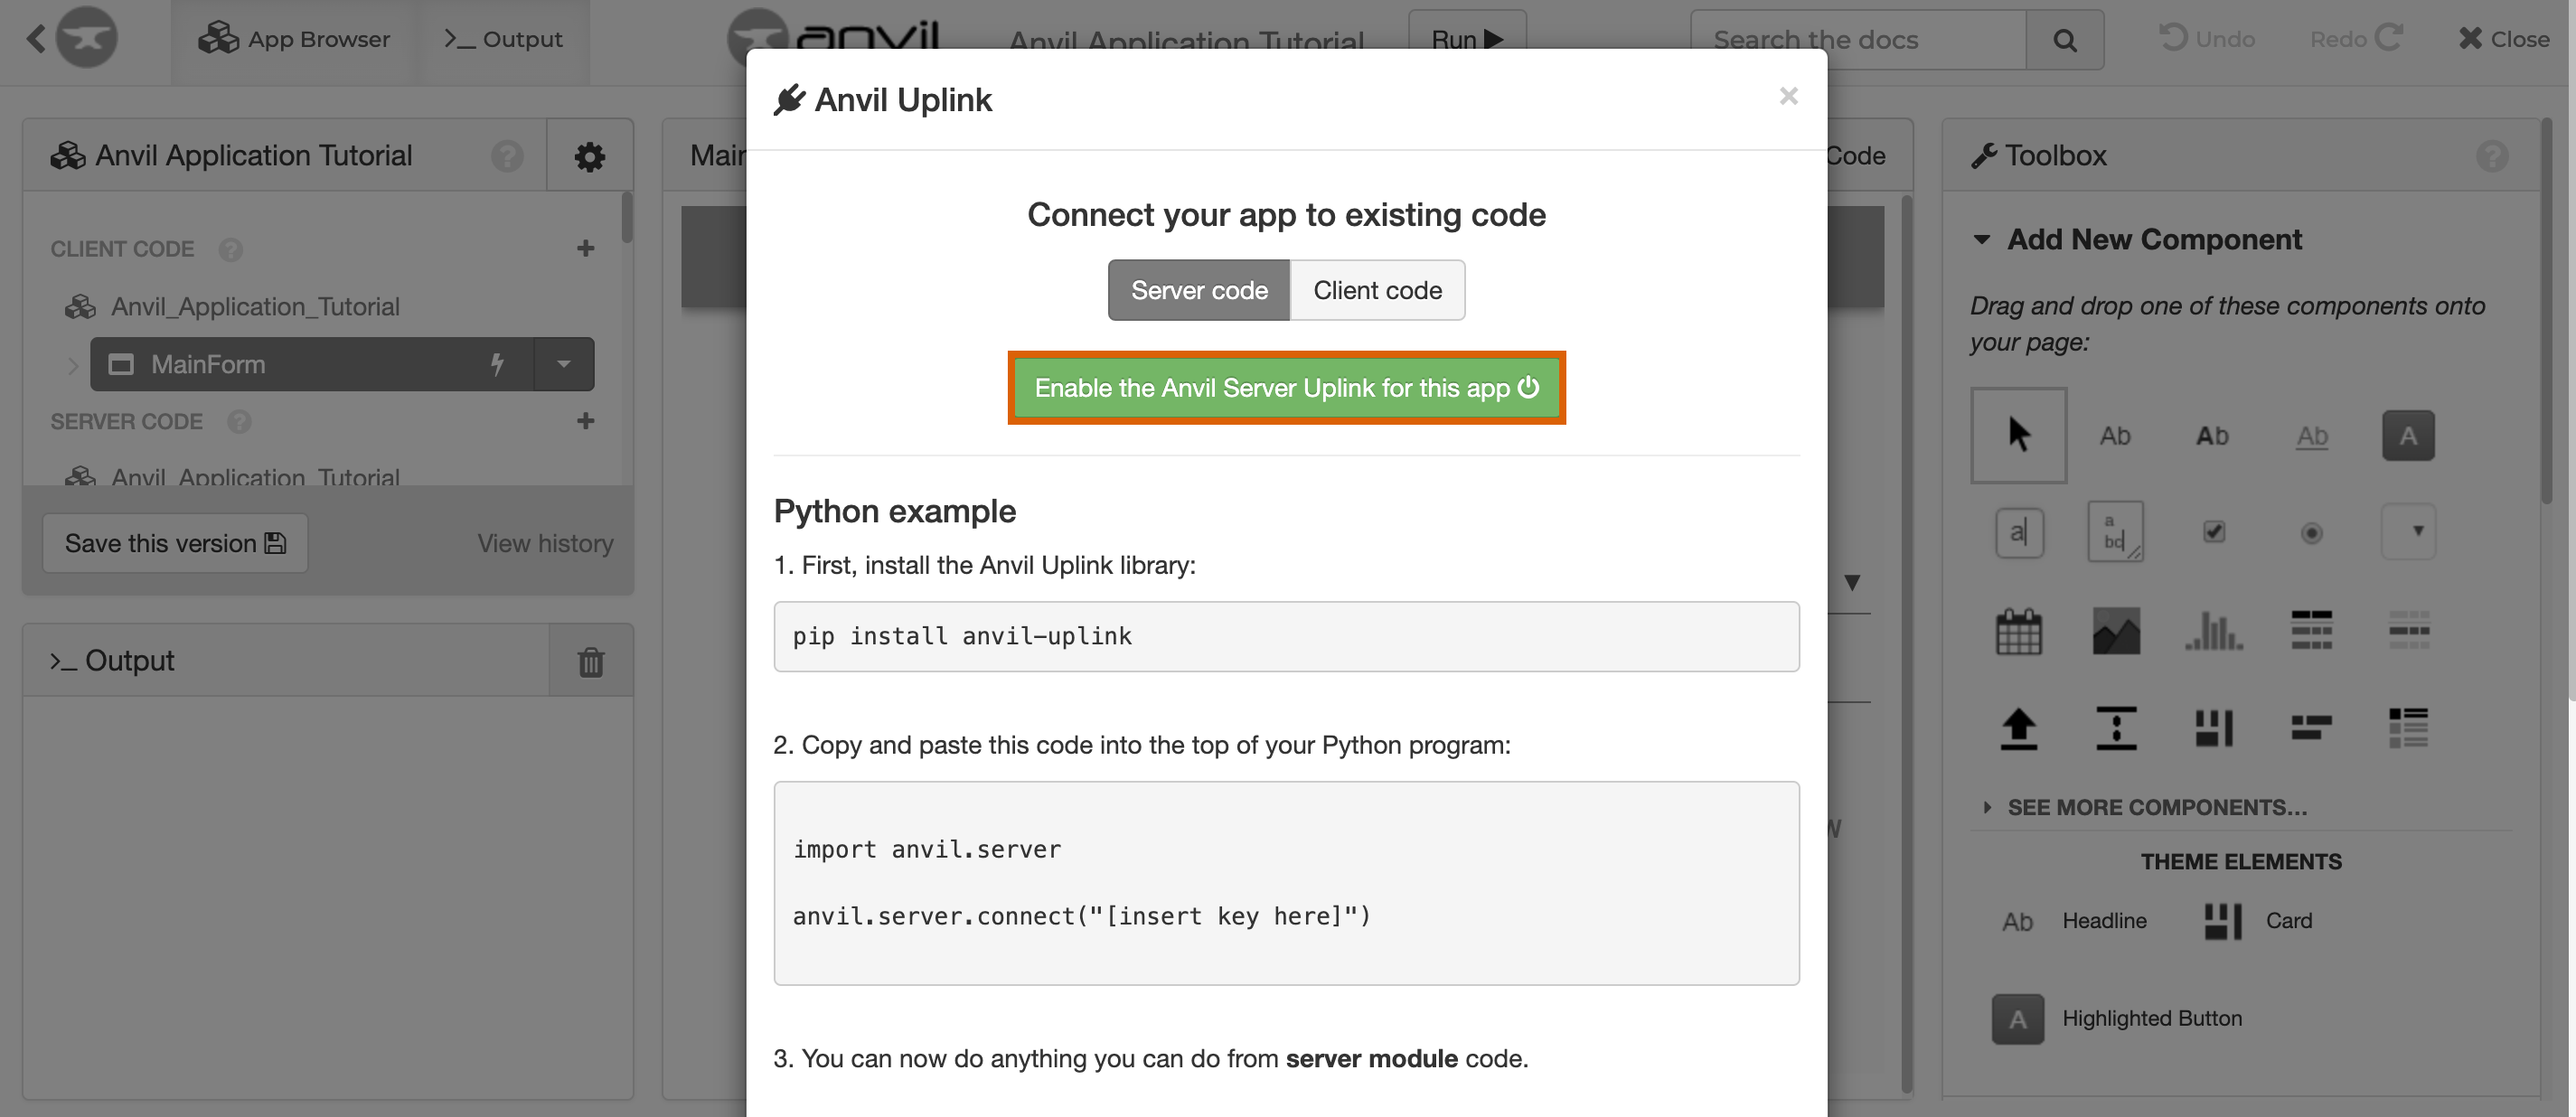 App Browser
>_ Output
anvil
Anvil Application Tutorial
Run
Search the docs
Undo
Redo
Close
Anvil Uplink
×
Connect your app to existing code
Server code
Client code
Enable the Anvil Server Uplink for this app
Python example
1. First, install the Anvil Uplink library:
pip install anvil-uplink
2. Copy and paste this code into the top of your Python program:
import anvil.server
anvil.server.connect("[insert key here]")
3. You can now do anything you can do from server module code.
Anvil Application Tutorial
?
CLIENT CODE ? +
Anvil_Application_Tutorial
MainForm
SERVER CODE ? +
Anvil_Application_Tutorial
Save this version
View history
>_ Output
Code
Toolbox
?
Add New Component
Drag and drop one of these components onto
your page:
Ab Ab Ab A
a a bc
SEE MORE COMPONENTS...
THEME ELEMENTS
Ab Headline Card
A Highlighted Button